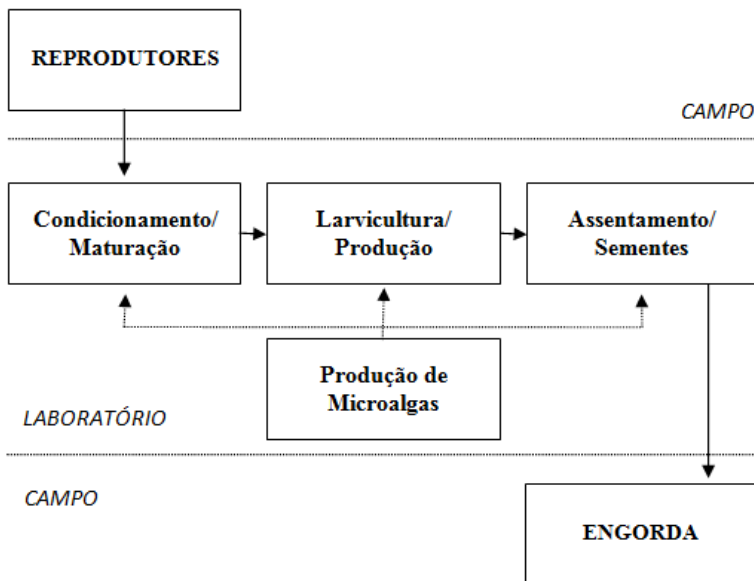 REPRODUTORES
CAMPO
Condicionamento/
Maturação
Larvicultura/
Produção
Assentamento/
Sementes
Produção de
Microalgas
LABORATÓRIO
CAMPO
ENGORDA